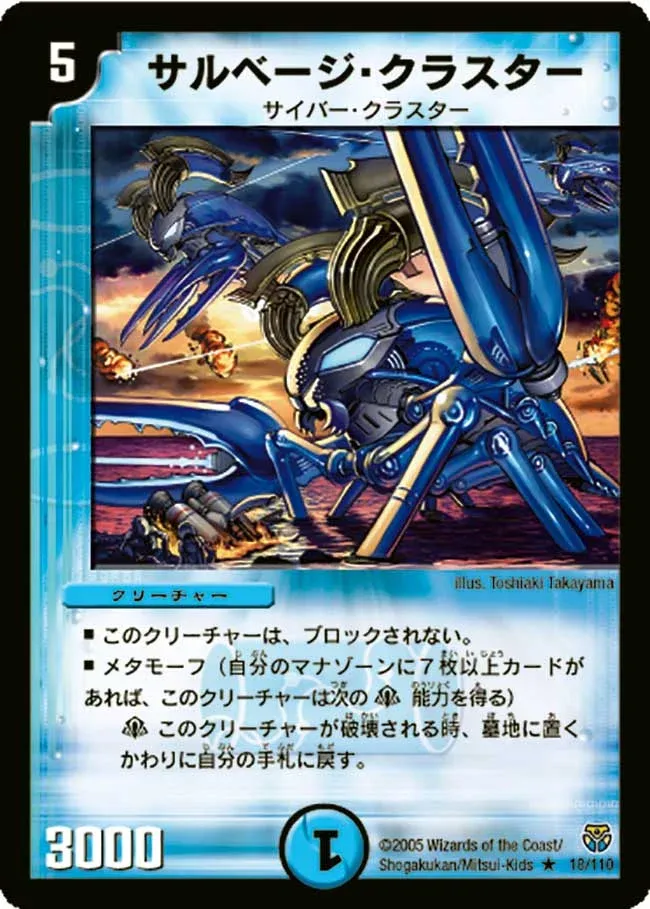 5
サルベージ・クラスター
サイバー・クラスター
illus. Toshiaki Takayama
クリーチャー
■ このクリーチャーは、ブロックされない。
■ メタモーフ（自分のマナゾーンに７枚以上カードが
あれば、このクリーチャーは次の 能力を得る）
このクリーチャーが破壊される時、墓地に置く
かわりに自分の手札に戻す。
3000
1
©2005 Wizards of the Coast/
Shogakukan/Mitsui-Kids ★ 18/110